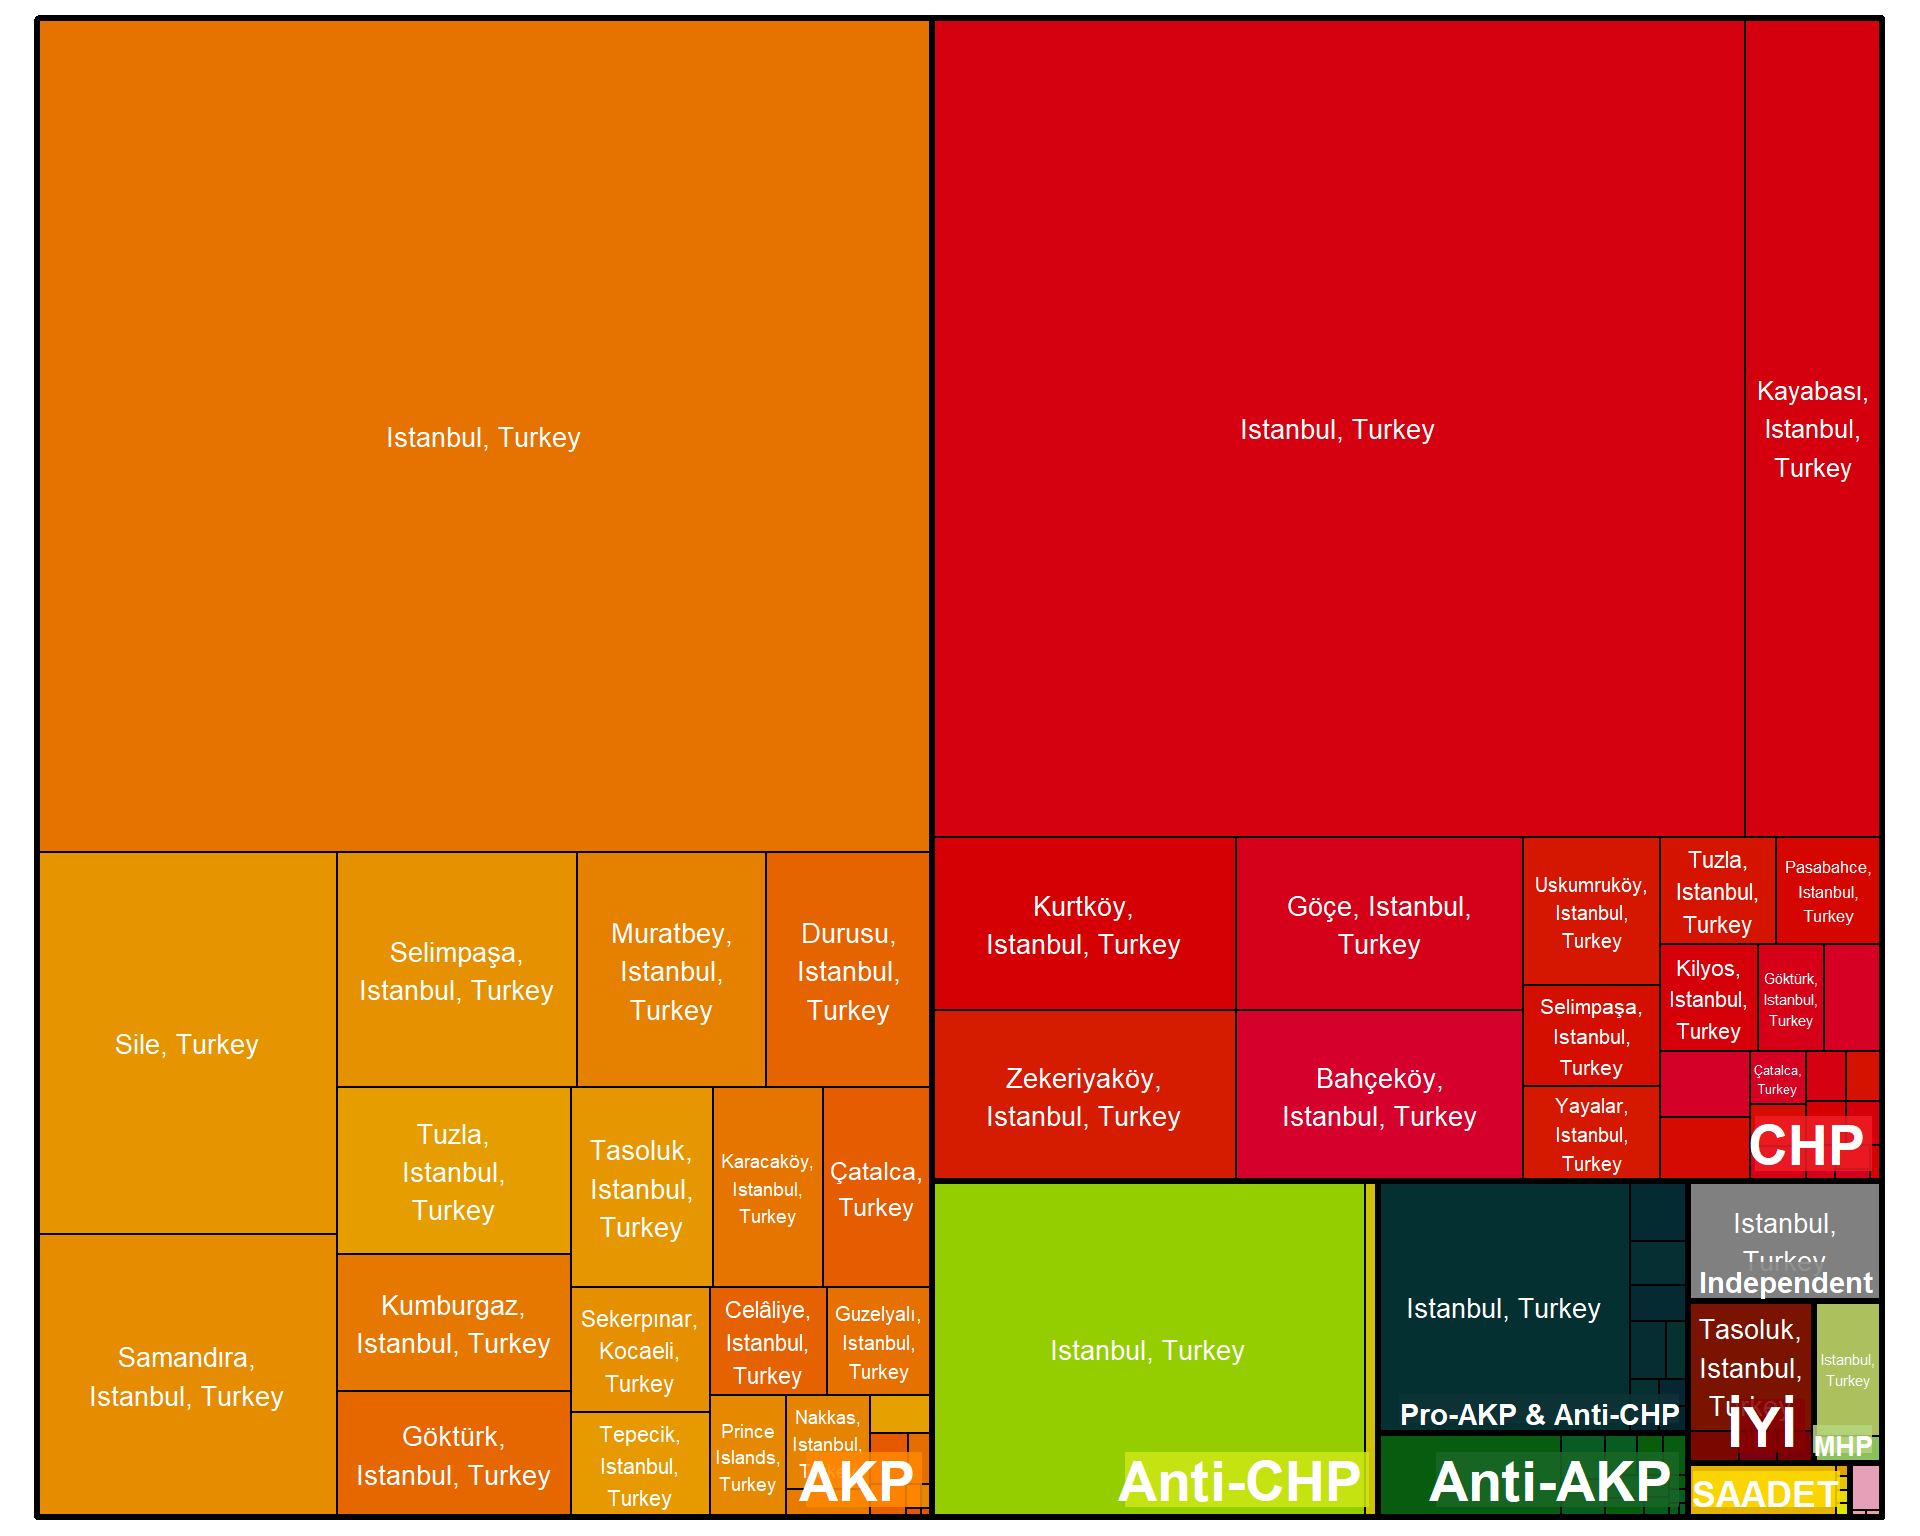 Istanbul, Turkey
Sile, Turkey
Samandıra,
Istanbul, Turkey
Selimpaşa,
Istanbul, Turkey
Muratbey,
Istanbul,
Turkey
Durusu,
Istanbul,
Turkey
Tuzla,
Istanbul,
Turkey
Kumburgaz,
Istanbul, Turkey
Göktürk,
Istanbul, Turkey
Tasoluk,
Istanbul,
Turkey
Karacaköy,
Istanbul,
Turkey
Çatalca,
Turkey
Sekerpınar,
Kocaeli,
Turkey
Tepecik,
Istanbul,
Turkey
Celâliye,
Istanbul,
Turkey
Guzelyalı,
Istanbul,
Turkey
Prince
Islands,
Turkey
Nakkas,
Istanbul,
AKP
Istanbul, Turkey
Kayabası,
Istanbul,
Turkey
Kurtköy,
Istanbul, Turkey
Göçe, Istanbul,
Turkey
Zekeriyaköy,
Istanbul, Turkey
Bahçeköy,
Istanbul, Turkey
Uskumruköy,
Istanbul,
Turkey
Selimpaşa,
Istanbul,
Turkey
Yayalar,
Istanbul,
Turkey
Tuzla,
Istanbul,
Turkey
Pasabahce,
Istanbul,
Turkey
Kilyos,
Istanbul,
Turkey
Göktürk,
Istanbul,
Turkey
Çatalca,
Turkey
CHP
Istanbul, Turkey
Anti-CHP
Istanbul, Turkey
Pro-AKP & Anti-CHP
Anti-AKP
Istanbul,
Turkey
Independent
Tasoluk,
Istanbul,
İYİ
Istanbul,
Turkey
MHP
SAADET